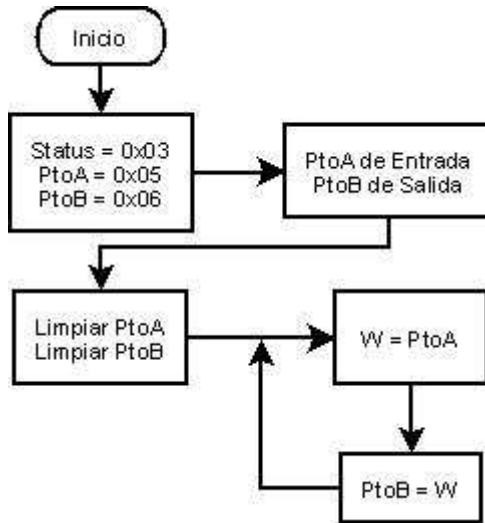 Inicio
Status = 0x03
PtoA = 0x05
PtoB = 0x06
PtoA de Entrada
PtoB de Salida
Limpiar PtoA
Limpiar PtoB
W = PtoA
PtoB = W